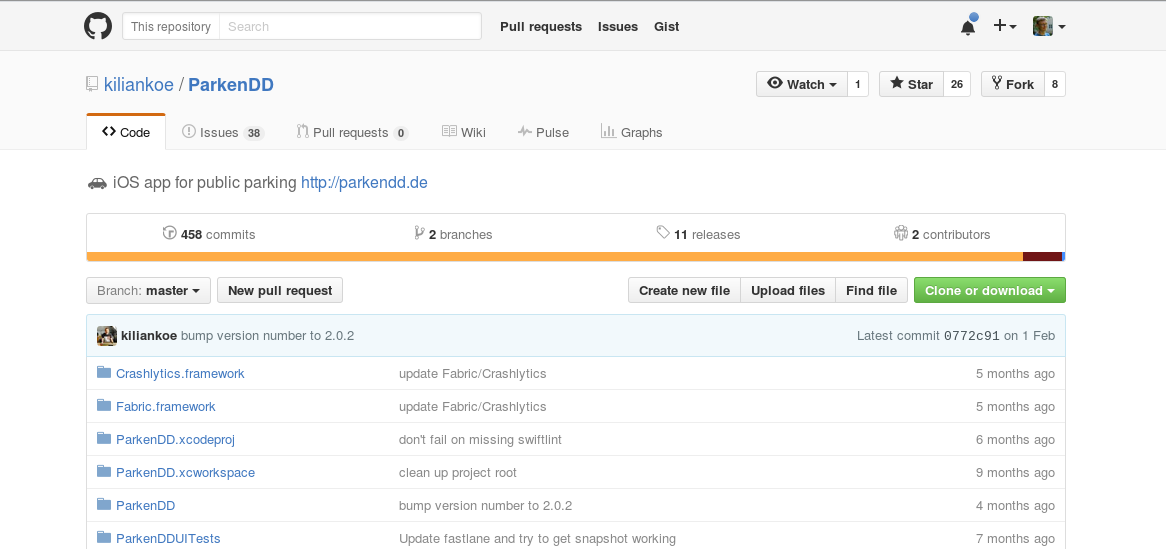 This repository Search Pull requests Issues Gist
kiliankoe / ParkenDD Watch 1 Star 26 Fork 8
Code Issues 38 Pull requests 0 Wiki Pulse Graphs
iOS app for public parking http://parkendd.de
458 commits 2 branches 11 releases 2 contributors
Branch: master New pull request Create new file Upload files Find file Clone or download
kiliankoe bump version number to 2.0.2 Latest commit 0772c91 on 1 Feb
Crashlytics.framework update Fabric/Crashlytics 5 months ago
Fabric.framework update Fabric/Crashlytics 5 months ago
ParkenDD.xcodeproj don't fail on missing swiftlint 6 months ago
ParkenDD.xcworkspace clean up project root 9 months ago
ParkenDD bump version number to 2.0.2 4 months ago
ParkenDDUITests Update fastlane and try to get snapshot working 7 months ago